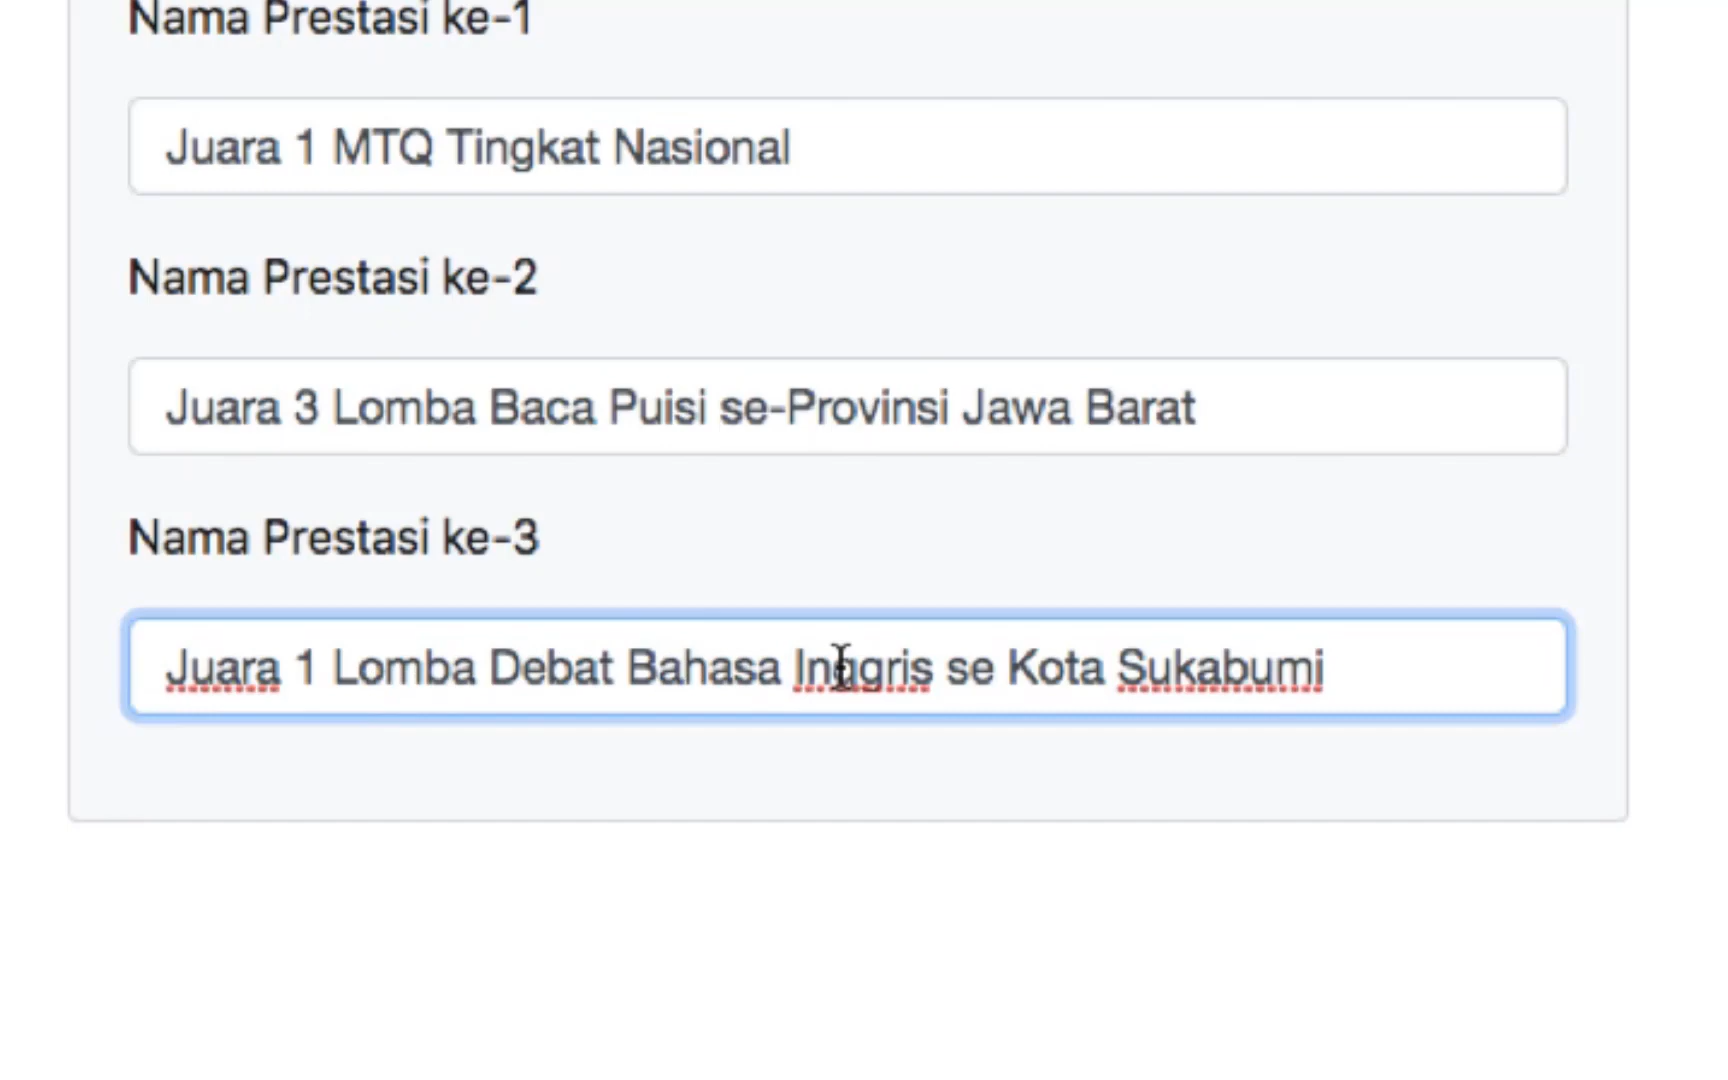 Nama Prestasi ke-1
Juara 1 MTQ Tingkat Nasional
Nama Prestasi ke-2
Juara 3 Lomba Baca Puisi se-Provinsi Jawa Barat
Nama Prestasi ke-3
Juara 1 Lomba Debat Bahasa Inggris se Kota Sukabumi